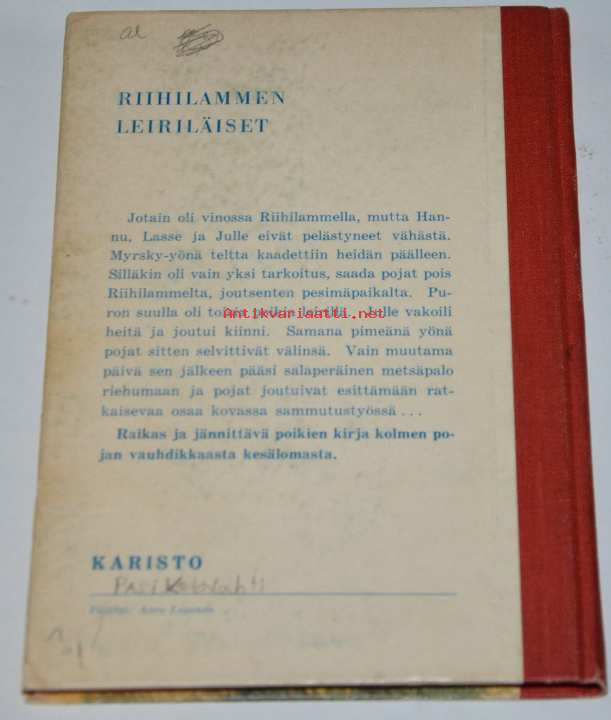 al
RIIHILAMMEN
LEIRILÄISET
Jotain oli vinossa Riihilammella, mutta Han-
nu, Lasse ja Julle eivät pelästyneet vähästä.
Myrsky-yönä teltta kaadettiin heidän päälleen.
Silläkin oli vain yksi tarkoitus, saada pojat pois
Riihilammelta, joutsenten pesimäpaikalta. Pu-
Antikvariaatti.net
ron suulla oli Julle vakoili
heitä ja joutui kiinni. Samana pimeänä yönä
pojat sitten selvittivät välinsä. Vain muutama
päivä sen jälkeen pääsi salaperäinen metsäpalo
riehumaan ja pojat joutuivat esittämään rat-
kaisevaa osaa kovassa sammutustyössä...
Raikas ja jännittävä poikien kirja kolmen po-
jan vauhdikkaasta kesälomasta.
KARISTO